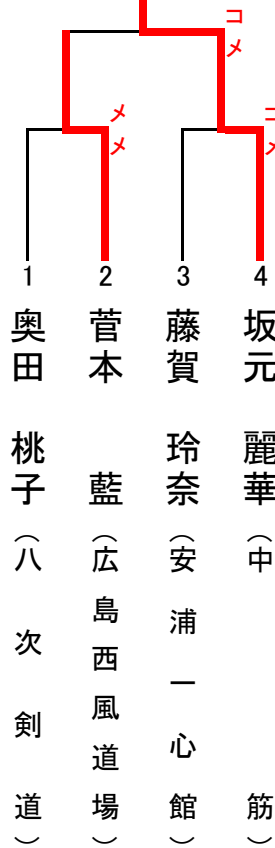 コ
メ
メ
メ
コ
メ
1 2 3 4
奥田 桃子 (八次剣道)
菅本 藍 (広島西風道場)
藤賀 玲奈 (安浦一心館)
坂元 麗華 (中筋)